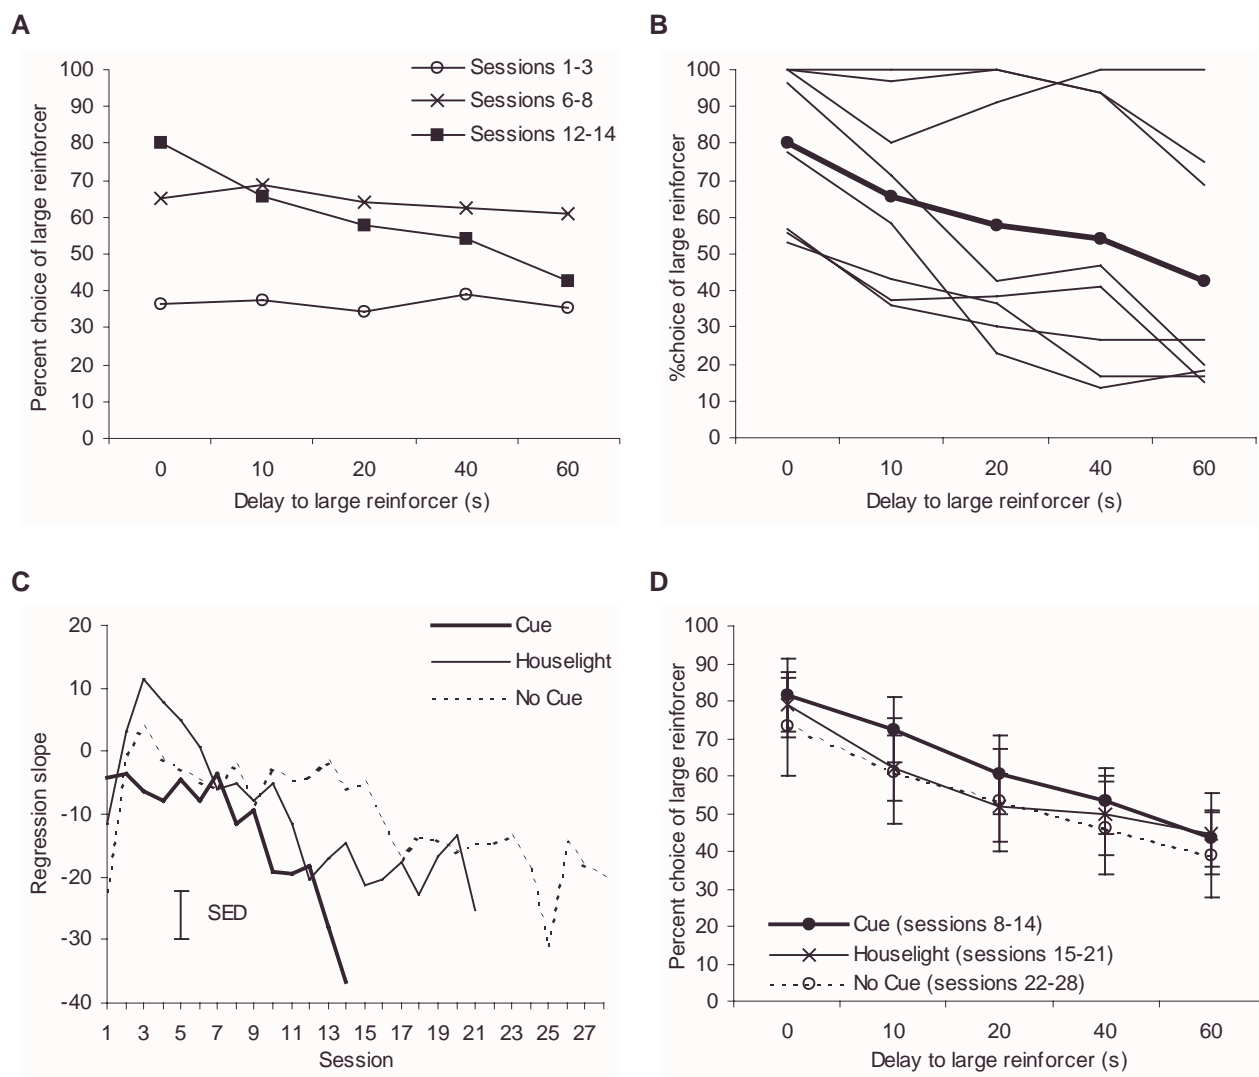 A
Percent choice of large reinforcer
100
90
80
70
60
50
40
30
20
10
0
Sessions 1-3
Sessions 6-8
Sessions 12-14
0 10 20 40 60
Delay to large reinforcer (s)
B
%choice of large reinforcer
100
90
80
70
60
50
40
30
20
10
0
0 10 20 40 60
Delay to large reinforcer (s)
C
Regression slope
20
10
0
-10
-20
-30
-40
Cue
Houselight
No Cue
SED
1 3 5 7 9 11 13 15 17 19 21 23 25 27
Session
D
Percent choice of large reinforcer
100
90
80
70
60
50
40
30
20
10
0
Cue (sessions 8-14)
Houselight (sessions 15-21)
No Cue (sessions 22-28)
0 10 20 40 60
Delay to large reinforcer (s)